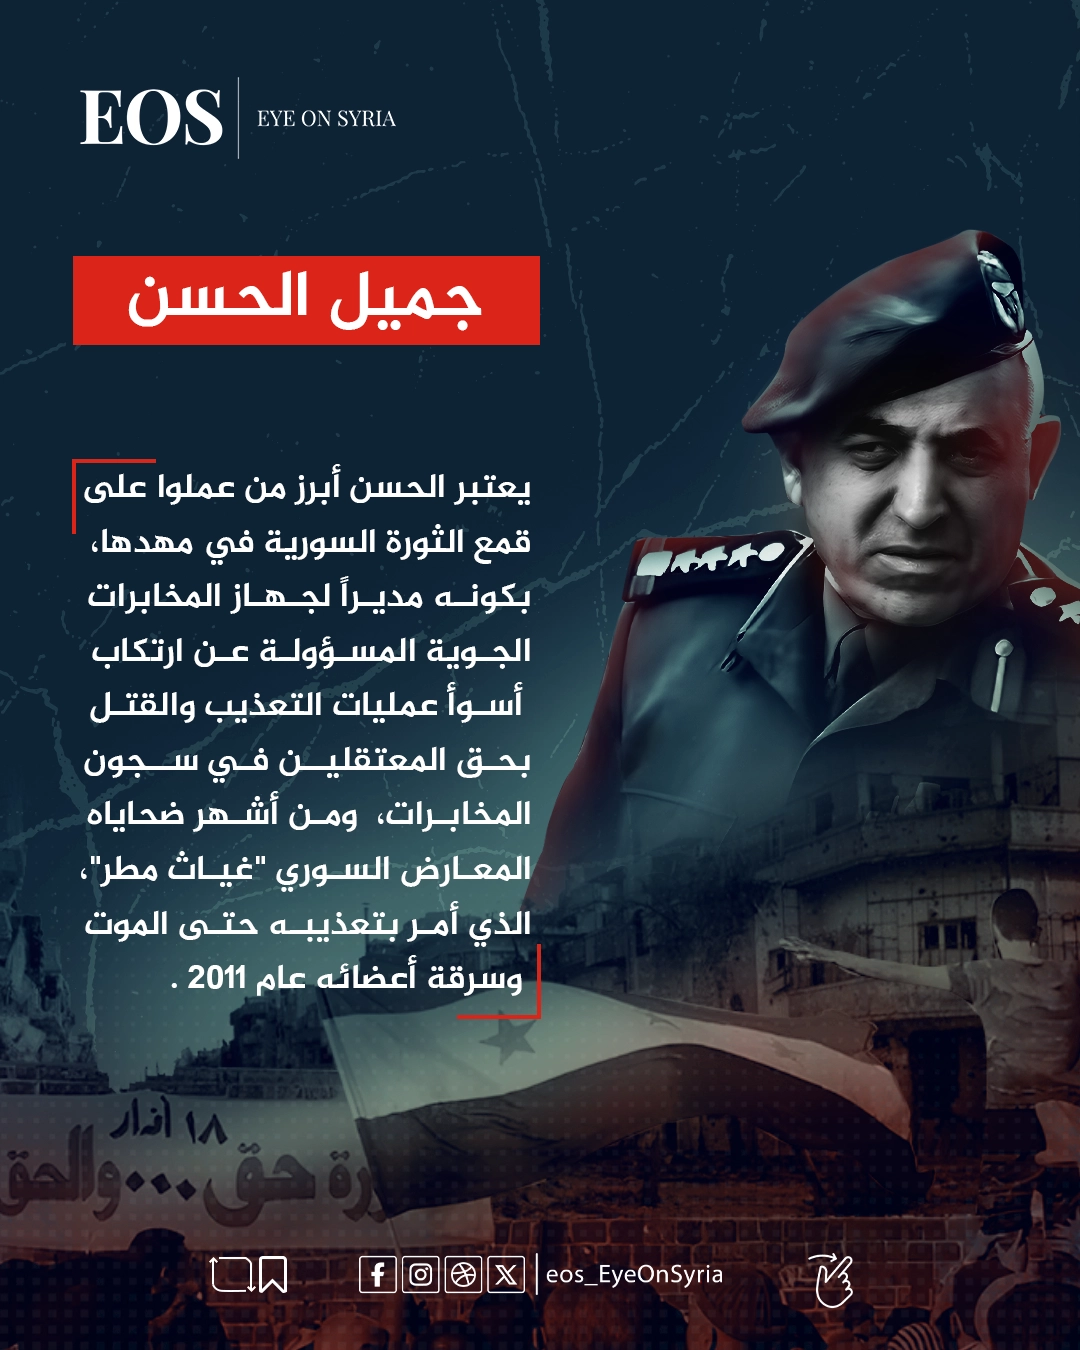 EOS
EYE ON SYRIA
جميل الحسن
يعتبر الحسن أبرز من عملوا على
قمع الثورة السورية في مهدها،
بكونه مديراً لجهاز المخابرات
الجوية المسؤولة عن ارتكاب
أسوأ عمليات التعذيب والقتل
بحق المعتقلين في سجون
المخابرات، ومن أشهر ضحاياه
المعارض السوري "غياث مطر"،
الذي أمر بتعذيبه حتى الموت
وسرقة أعضائه عام 2011 .
١٨ آذار
حق...والحق
eos_EyeOnSyria